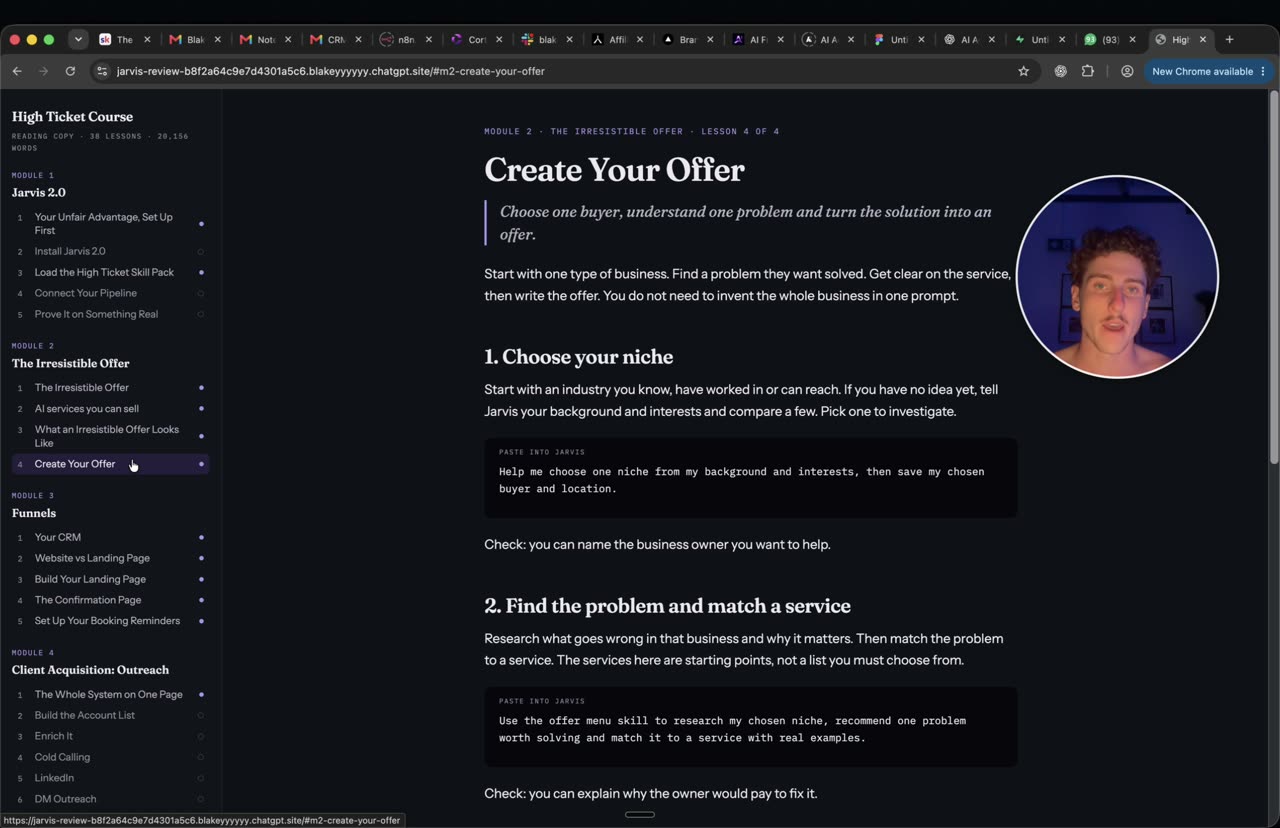 The
Blak
Note
CRM
n8n.
Cort
blak
Affil
Bran
AI F
AI A
Unti
AI A
Unti
(93)
High
jarvis-review-b8f2a64c9e7d4301a5c6.blakeyyyyyy.chatgpt.site/#m2-create-your-offer
New Chrome available
High Ticket Course
READING COPY · 38 LESSONS · 20,156
WORDS
MODULE 1
Jarvis 2.0
1 Your Unfair Advantage, Set Up
First
2 Install Jarvis 2.0
3 Load the High Ticket Skill Pack
4 Connect Your Pipeline
5 Prove It on Something Real
MODULE 2
The Irresistible Offer
1 The Irresistible Offer
2 AI services you can sell
3 What an Irresistible Offer Looks
Like
4 Create Your Offer
MODULE 3
Funnels
1 Your CRM
2 Website vs Landing Page
3 Build Your Landing Page
4 The Confirmation Page
5 Set Up Your Booking Reminders
MODULE 4
Client Acquisition: Outreach
1 The Whole System on One Page
2 Build the Account List
3 Enrich It
4 Cold Calling
5 LinkedIn
6 DM Outreach
MODULE 2 · THE IRRESISTIBLE OFFER · LESSON 4 OF 4
Create Your Offer
Choose one buyer, understand one problem and turn the solution into an
offer.
Start with one type of business. Find a problem they want solved. Get clear on the service,
then write the offer. You do not need to invent the whole business in one prompt.
1. Choose your niche
Start with an industry you know, have worked in or can reach. If you have no idea yet, tell
Jarvis your background and interests and compare a few. Pick one to investigate.
PASTE INTO JARVIS
Help me choose one niche from my background and interests, then save my chosen
buyer and location.
Check: you can name the business owner you want to help.
2. Find the problem and match a service
Research what goes wrong in that business and why it matters. Then match the problem
to a service. The services here are starting points, not a list you must choose from.
PASTE INTO JARVIS
Use the offer menu skill to research my chosen niche, recommend one problem
worth solving and match it to a service with real examples.
Check: you can explain why the owner would pay to fix it.
https://jarvis-review-b8f2a64c9e7d4301a5c6.blakeyyyyyy.chatgpt.site/#m2-create-your-offer